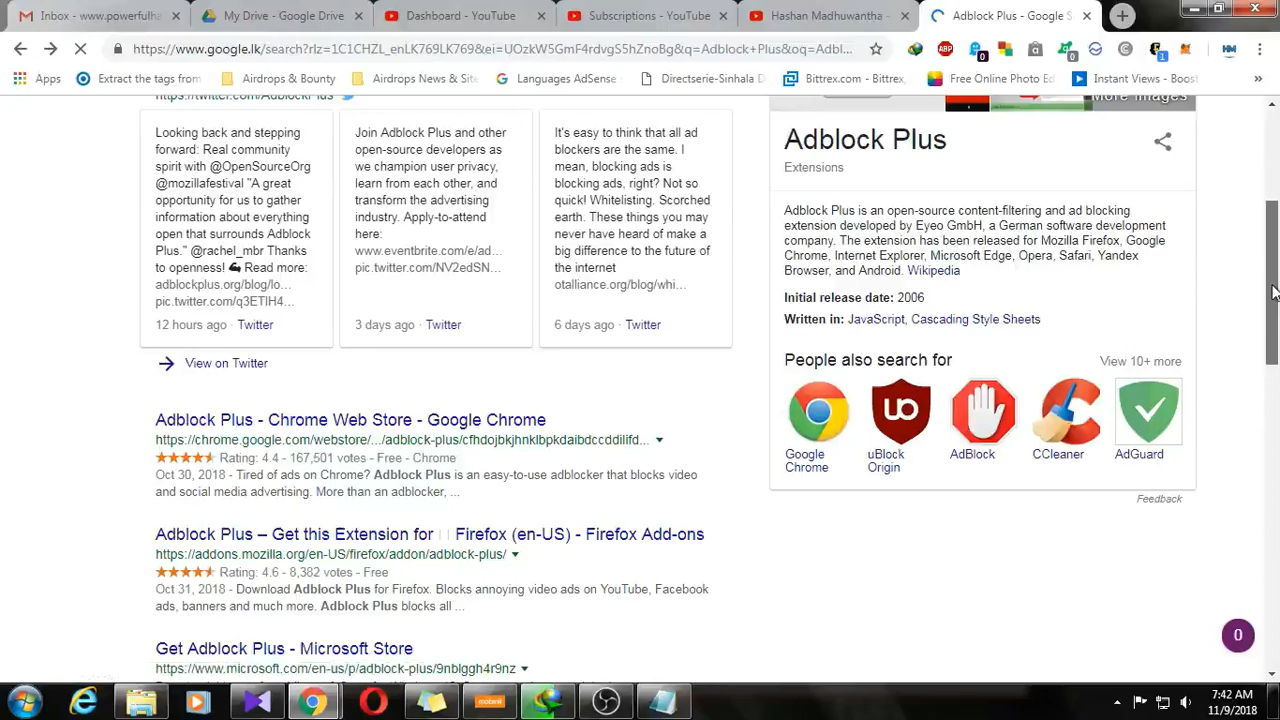 Inbox - www.powerfulha
My Drive - Google Drive
Dashboard - YouTube
Subscriptions - YouTube
Hashan Madhuwantha -
Adblock Plus - Google S
https://www.google.lk/search?rlz=1C1CHZL_enLK769LK769&ei=UOzkW5GmF4rdvgS5hZnoBg&q=Adblock+Plus&oq=Adbl...
ABP
0
0
1
HM
Apps
Extract the tags from
Airdrops & Bounty
Airdrops News & Site
Languages AdSense
Directserie-Sinhala D
Bittrex.com - Bittrex,
Free Online Photo Ed
Instant Views - Boost
»
https://twitter.com/AdblockPlus
Looking back and stepping
forward: Real community
spirit with @OpenSourceOrg
@mozillafestival "A great
opportunity for us to gather
information about everything
open that surrounds Adblock
Plus." @rachel_mbr Thanks
to openness! 💪 Read more:
adblockplus.org/blog/lo...
pic.twitter.com/q3ETIH4...
12 hours ago · Twitter
Join Adblock Plus and other
open-source developers as
we champion user privacy,
learn from each other, and
transform the advertising
industry. Apply-to-attend
here:
www.eventbrite.com/e/ad...
pic.twitter.com/NV2edSN...
3 days ago · Twitter
It's easy to think that all ad
blockers are the same. I
mean, blocking ads is
blocking ads, right? Not so
quick! Whitelisting. Scorched
earth. These things you may
never have heard of make a
big difference to the future of
the internet
otalliance.org/blog/whi...
6 days ago · Twitter
View on Twitter
Adblock Plus - Chrome Web Store - Google Chrome
https://chrome.google.com/webstore/.../adblock-plus/cfhdojbkjhnklbpkdaibdccddilifd...
Rating: 4.4 - 167,501 votes - Free - Chrome
Oct 30, 2018 - Tired of ads on Chrome? Adblock Plus is an easy-to-use adblocker that blocks video
and social media advertising. More than an adblocker, ...
Adblock Plus – Get this Extension for Firefox (en-US) - Firefox Add-ons
https://addons.mozilla.org/en-US/firefox/addon/adblock-plus/
Rating: 4.6 - 8,382 votes - Free
Oct 31, 2018 - Download Adblock Plus for Firefox. Blocks annoying video ads on YouTube, Facebook
ads, banners and much more. Adblock Plus blocks all ...
Get Adblock Plus - Microsoft Store
https://www.microsoft.com/en-us/p/adblock-plus/9nblggh4r9nz
More images
Adblock Plus
Extensions
Adblock Plus is an open-source content-filtering and ad blocking
extension developed by Eyeo GmbH, a German software development
company. The extension has been released for Mozilla Firefox, Google
Chrome, Internet Explorer, Microsoft Edge, Opera, Safari, Yandex
Browser, and Android. Wikipedia
Initial release date: 2006
Written in: JavaScript, Cascading Style Sheets
People also search for
View 10+ more
Google
Chrome
uBlock
Origin
AdBlock
CCleaner
AdGuard
Feedback
0
mobitel
7:42 AM
11/9/2018